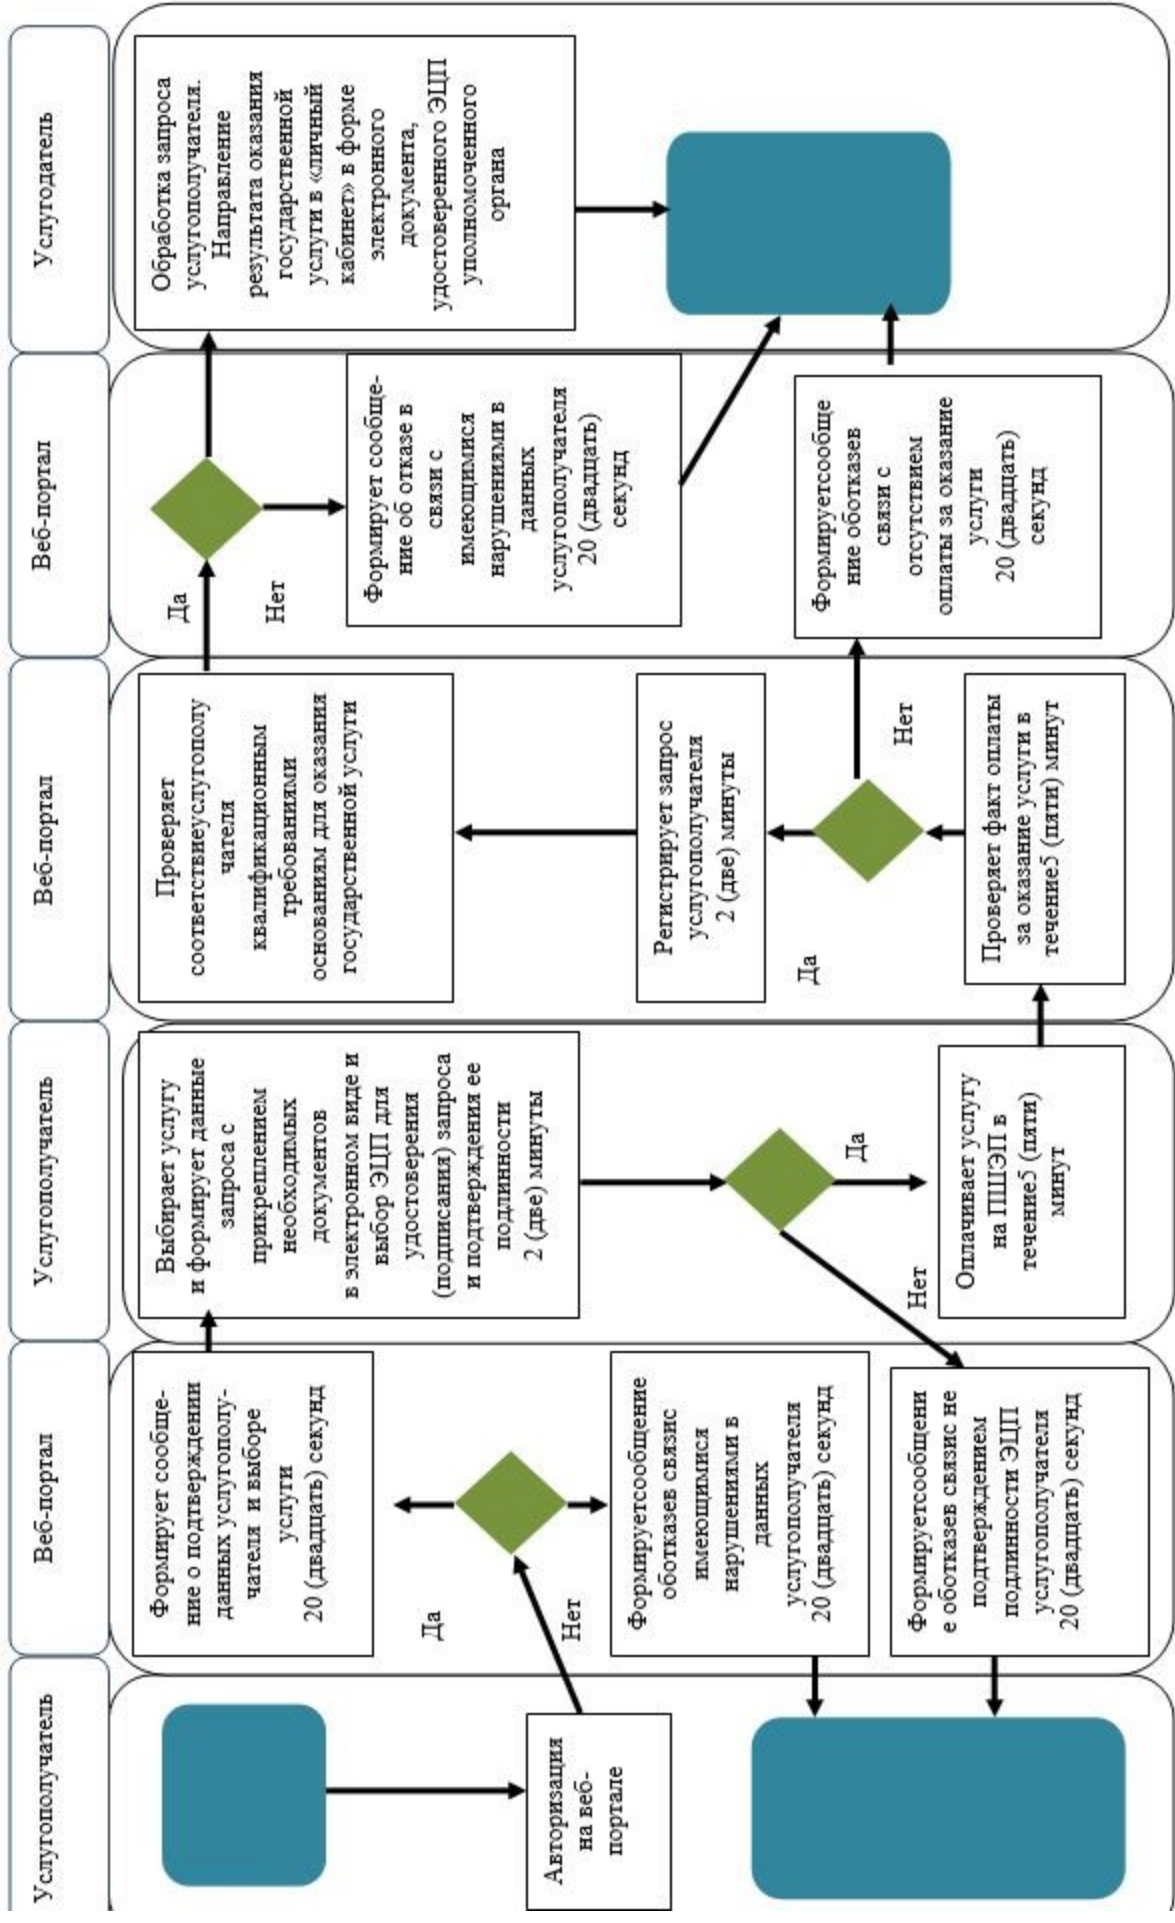 Услугополучатель
Веб-портал
Услугополучатель
Веб-портал
Веб-портал
Услугодатель
Авторизация
на веб-
портале
Формирует сообще-
ние о подтверждении
данных услугополу-
чателя и выборе
услуги
20 (двадцать) секунд
Да
Нет
Формируетсообщение
оботказев связис
имеющимися
нарушениями в
данных
услугополучателя
20 (двадцать) секунд
Формируетсообщени
е оботказев связис не
подтверждением
подлинности ЭЦП
услугополучателя
20 (двадцать) секунд
Выбирает услугу
и формирует данные
запроса с
прикреплением
необходимых
документов
в электронном виде и
выбор ЭЦП для
удостоверения
(подписания) запроса
и подтверждения ее
подлинности
2 (две) минуты
Да
Нет
Оплачивает услугу
на ПШЭП в
течение5 (пяти)
минут
Проверяет
соответствиеуслугополу
чателя
квалификационным
требованиями
основаниям для оказания
государственной услуги
Регистрирует запрос
услугополучателя
2 (две) минуты
Да
Нет
Проверяет факт оплаты
за оказание услуги в
течение5 (пяти) минут
Да
Нет
Формирует сообще-
ние об отказе в
связи с
имеющимися
нарушениями в
данных
услугополучателя
20 (двадцать)
секунд
Формируетсообще
ние оботказев
связи с
отсутствием
оплаты за оказание
услуги
20 (двадцать)
секунд
Обработка запроса
услугополучателя.
Направление
результата оказания
государственной
услуги в «личный
кабинет» в форме
электронного
документа,
удостоверенного ЭЦП
уполномоченного
органа